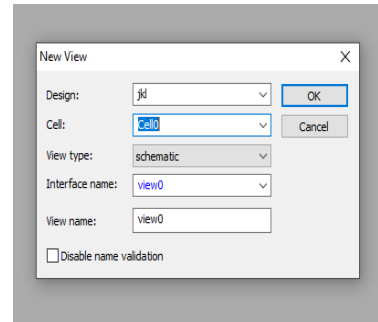 New View
Design: jkl OK
Cell: Cell0 Cancel
View type: schematic
Interface name: view0
View name: view0
Disable name validation